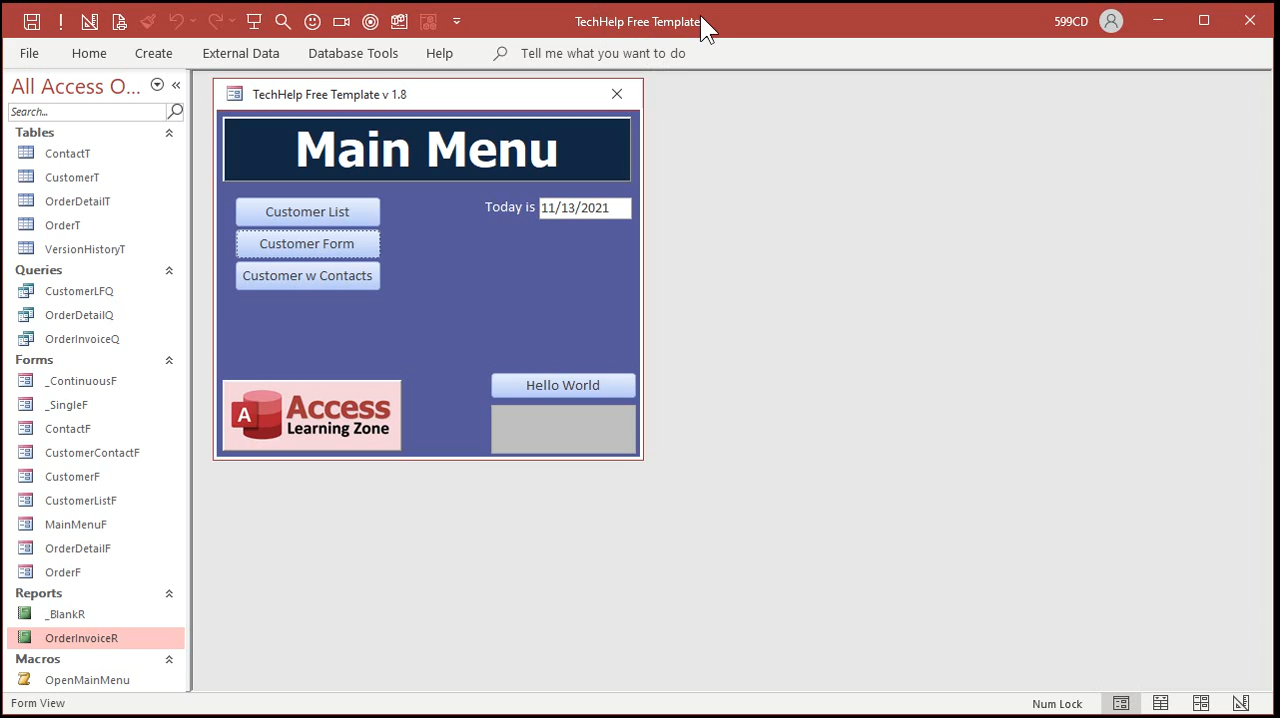 TechHelp Free Template
599CD
File Home Create External Data Database Tools Help Tell me what you want to do
All Access O...
Search...
Tables
ContactT
CustomerT
OrderDetailT
OrderT
VersionHistoryT
Queries
CustomerLFQ
OrderDetailQ
OrderInvoiceQ
Forms
_ContinuousF
_SingleF
ContactF
CustomerContactF
CustomerF
CustomerListF
MainMenuF
OrderDetailF
OrderF
Reports
_BlankR
OrderInvoiceR
Macros
OpenMainMenu
TechHelp Free Template v 1.8
Main Menu
Customer List
Today is 11/13/2021
Customer Form
Customer w Contacts
Hello World
A
Access
Learning Zone
Form View
Num Lock